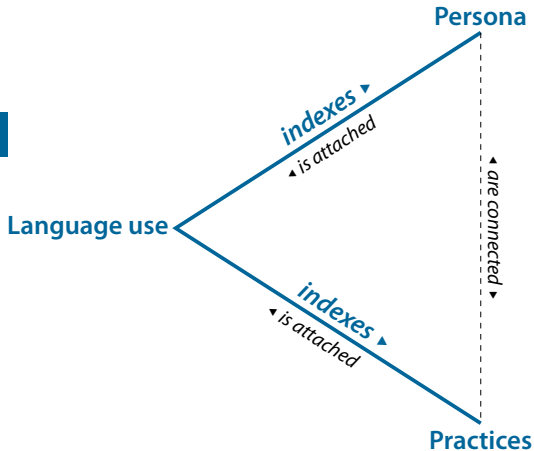 Persona
indexes ▸
◂ is attached
◂ are connected ▸
Language use
indexes ▸
◂ is attached
Practices